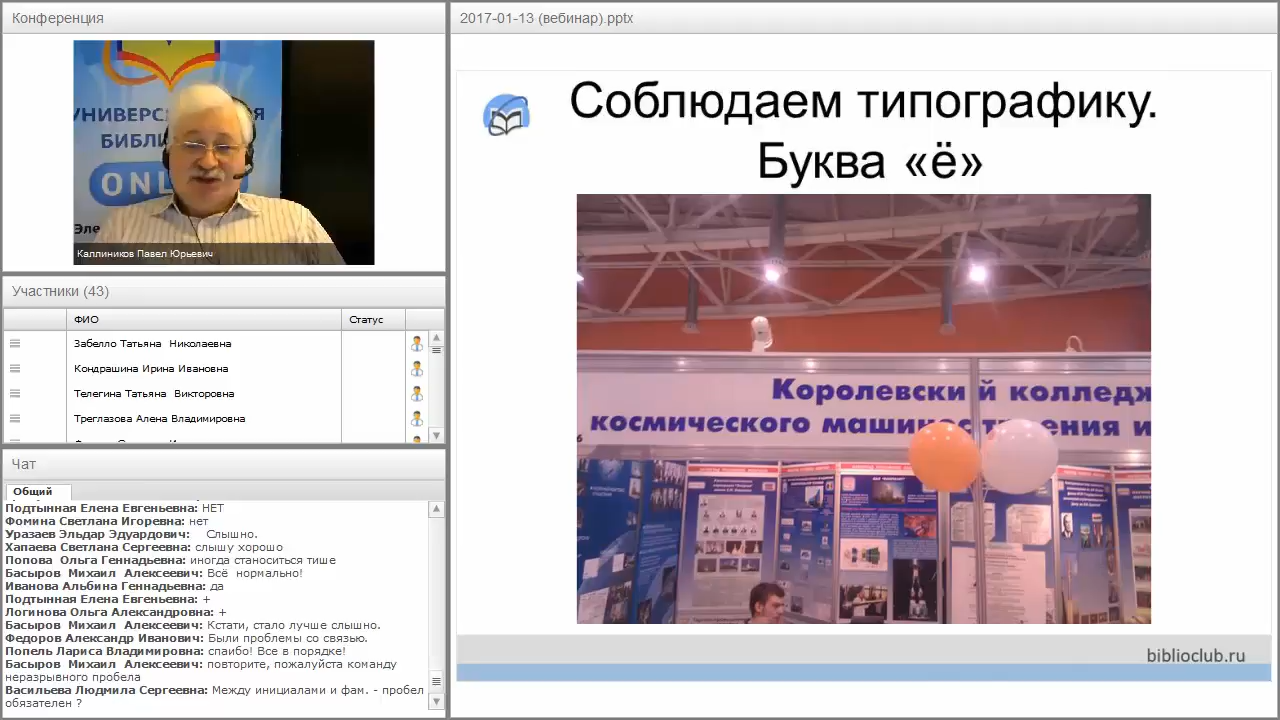 Конференция
УНИВЕРС
БИБЛИ
ONL
Эле
Каллиников Павел Юрьевич
Участники (43)
ФИО
Статус
Забелло Татьяна Николаевна
Кондрашина Ирина Ивановна
Телегина Татьяна Викторовна
Треглазова Алена Владимировна
Чат
Общий
Подтынная Елена Евгеньевна: НЕТ
Фомина Светлана Игоревна: нет
Уразаев Эльдар Эдуардович: Слышно.
Хапаева Светлана Сергеевна: слышу хорошо
Попова Ольга Геннадьевна: иногда станоситься тише
Басыров Михаил Алексеевич: Всё нормально!
Иванова Альбина Геннадьевна: да
Подтынная Елена Евгеньевна: +
Логинова Ольга Александровна: +
Басыров Михаил Алексеевич: Кстати, стало лучше слышно.
Федоров Александр Иванович: Были проблемы со связью.
Попель Лариса Владимировна: спаибо! Все в порядке!
Басыров Михаил Алексеевич: повторите, пожалуйста команду
неразрывного пробела
Васильева Людмила Сергеевна: Между инициалами и фам. - пробел
обязателен ?
2017-01-13 (вебинар).pptx
Соблюдаем типографику.
Буква «ё»
Королевский колледж
космического машиностроения и
biblioclub.ru